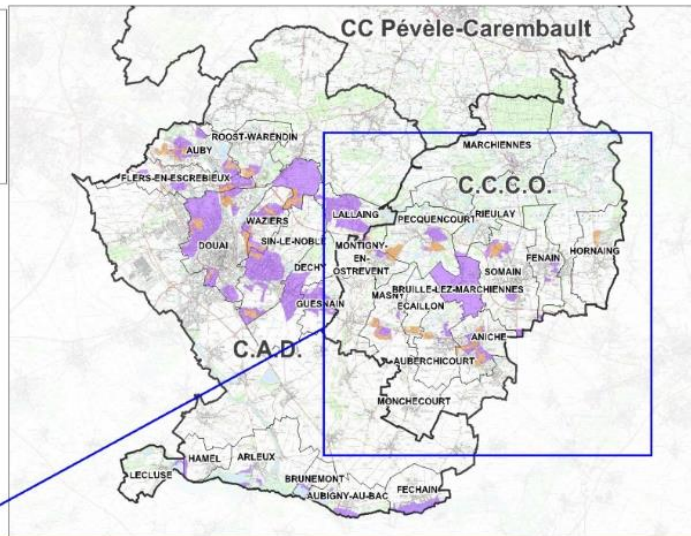 CC Pévèle-Carembault
ROOST-WARENDIN
AUBY
MARCHIENNES
FLERS-EN-ESCREBIEUX
C.C.C.O.
LALLAING
PECQUENCOURT
RIEULAY
WAZIERS
DOUAI
SIN-LE-NOBLE
MONTIGNY-
EN-
OSTREVENT
HORNAING
FENAIN
SOMAIN
DECHY
BRUILLE-LEZ-MARCHIENNES
MASNY
GUESNAIN
ECAILLON
ANICHE
C.A.D.
AUBERCHICOURT
MONCHECOURT
HAMEL
ARLEUX
LECLUSE
BRUNEMONT
FECHAIN
AUBIGNY-AU-BAC